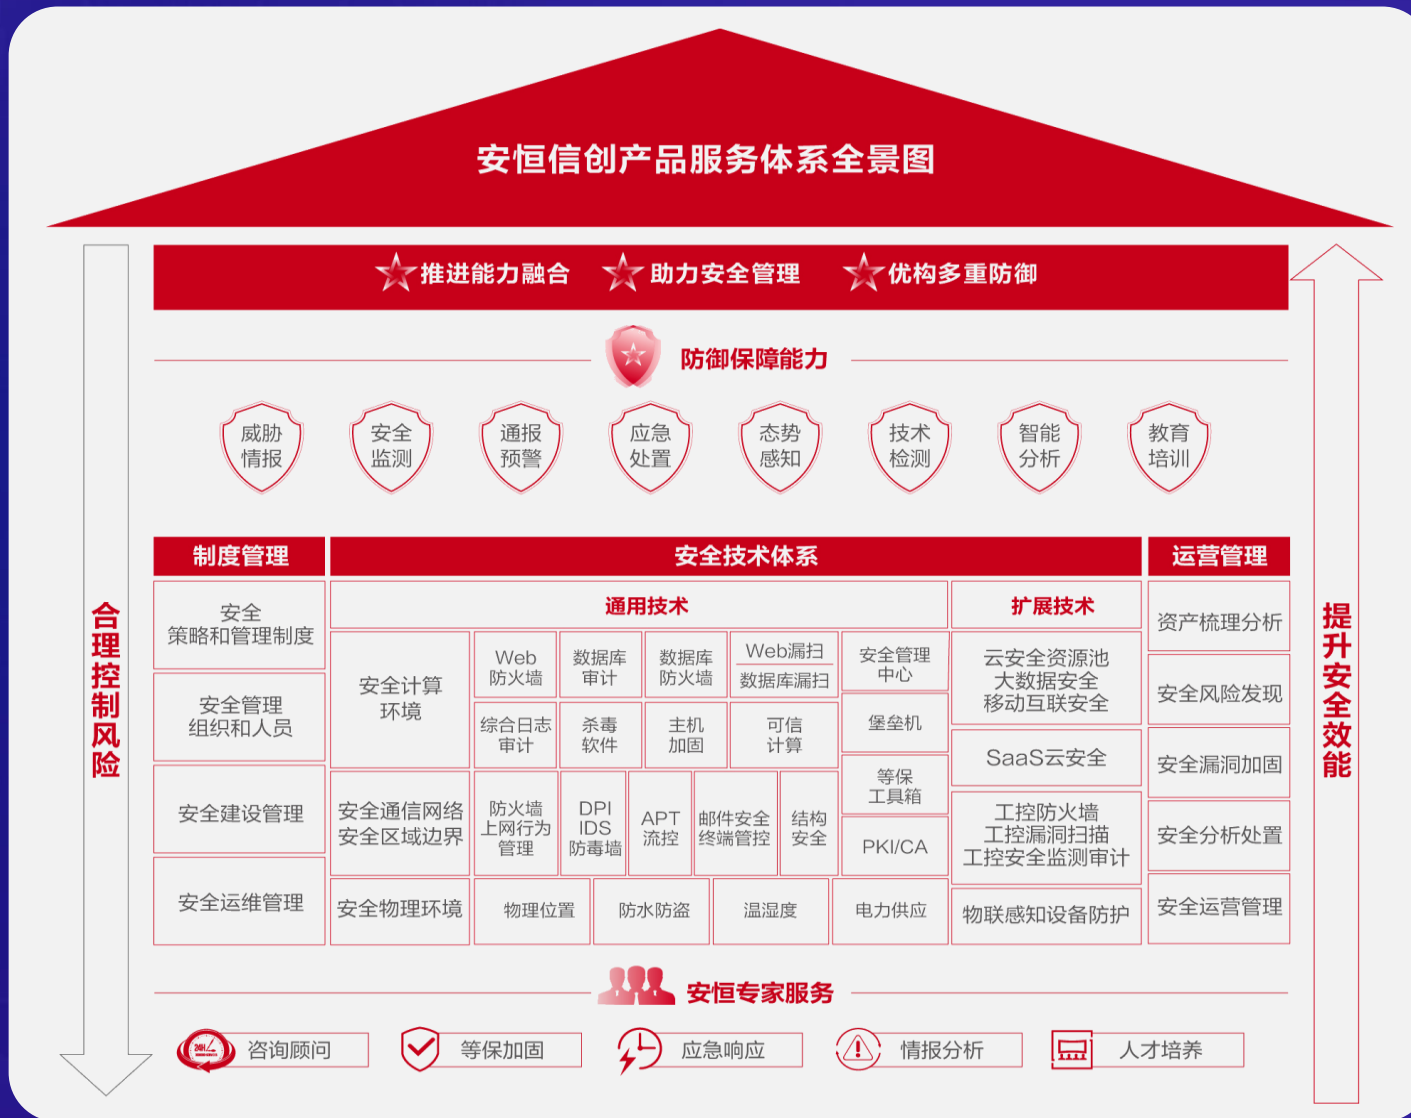 安恒信创产品服务体系全景图
推进能力融合
助力安全管理
优构多重防御
防御保障能力
威胁
情报
安全
监测
通报
预警
应急
处置
态势
感知
技术
检测
智能
分析
教育
培训
合理控制风险
提升安全效能
制度管理
安全
策略和管理制度
安全管理
组织和人员
安全建设管理
安全运维管理
安全技术体系
通用技术
安全计算
环境
Web
防火墙
数据库
审计
数据库
防火墙
Web漏扫
数据库漏扫
综合日志
审计
杀毒
软件
主机
加固
可信
计算
安全管理
中心
堡垒机
等保
工具箱
PKI/CA
安全通信网络
安全区域边界
防火墙
上网行为
管理
DPI
IDS
防毒墙
APT
流控
邮件安全
终端管控
结构
安全
安全物理环境
物理位置
防水防盗
温湿度
电力供应
扩展技术
云安全资源池
大数据安全
移动互联安全
SaaS云安全
工控防火墙
工控漏洞扫描
工控安全监测审计
物联感知设备防护
运营管理
资产梳理分析
安全风险发现
安全漏洞加固
安全分析处置
安全运营管理
安恒专家服务
24H
咨询顾问
等保加固
应急响应
情报分析
人才培养